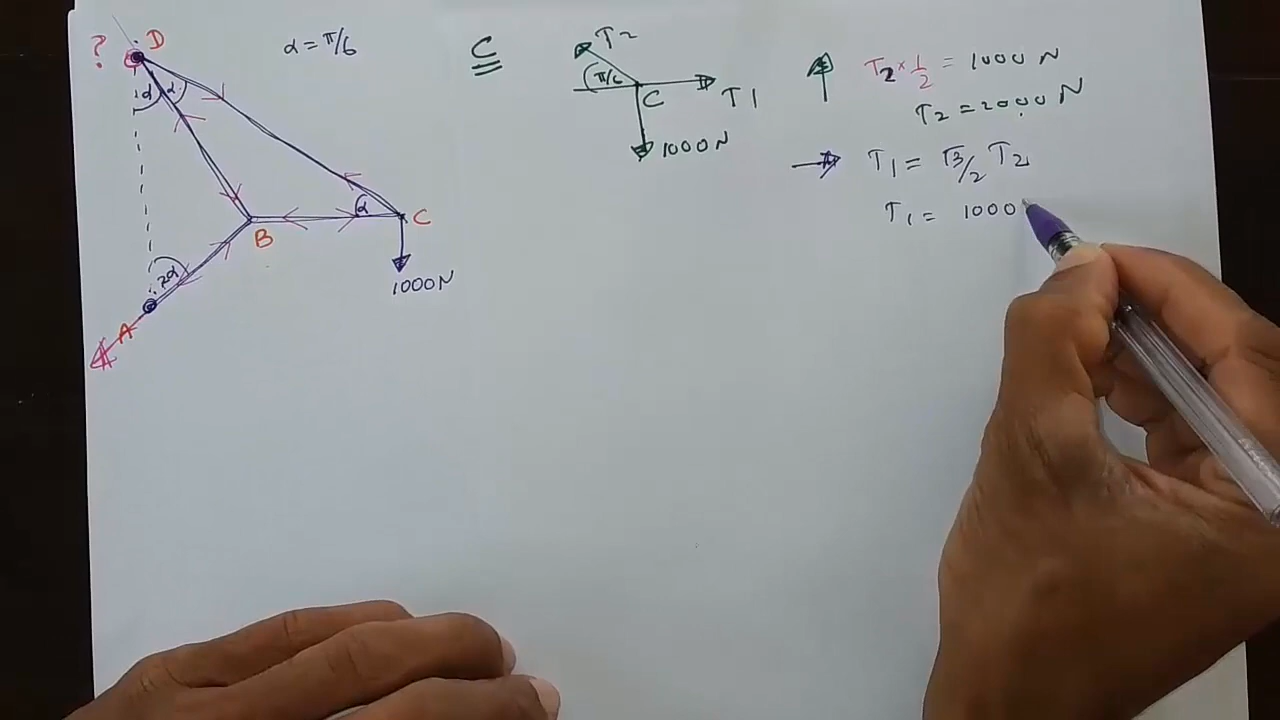 ? D
α = π/6
α α
α C
B
2α
A
1000N
C
T2
π/6
C
T1
1000N
T2 × 1/2 = 1000 N
T2 = 2000 N
T1 = √3/2 T2
T1 = 1000